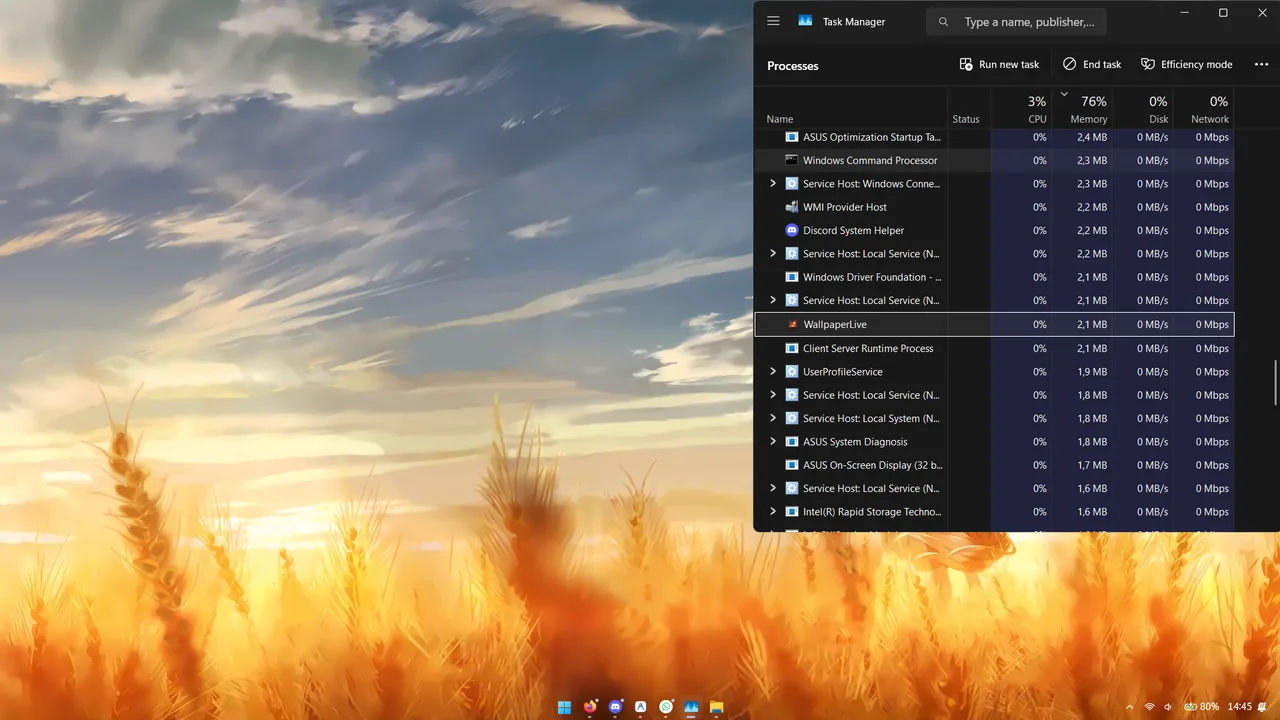 Task Manager
Type a name, publisher,...
Processes
Run new task
End task
Efficiency mode
3% 76% 0% 0%
Name Status CPU Memory Disk Network
ASUS Optimization Startup Ta... 0% 2,4 MB 0 MB/s 0 Mbps
Windows Command Processor 0% 2,3 MB 0 MB/s 0 Mbps
Service Host: Windows Conne... 0% 2,3 MB 0 MB/s 0 Mbps
WMI Provider Host 0% 2,2 MB 0 MB/s 0 Mbps
Discord System Helper 0% 2,2 MB 0 MB/s 0 Mbps
Service Host: Local Service (N... 0% 2,2 MB 0 MB/s 0 Mbps
Windows Driver Foundation - ... 0% 2,1 MB 0 MB/s 0 Mbps
Service Host: Local Service (N... 0% 2,1 MB 0 MB/s 0 Mbps
WallpaperLive 0% 2,1 MB 0 MB/s 0 Mbps
Client Server Runtime Process 0% 2,1 MB 0 MB/s 0 Mbps
UserProfileService 0% 1,9 MB 0 MB/s 0 Mbps
Service Host: Local Service (N... 0% 1,8 MB 0 MB/s 0 Mbps
Service Host: Local System (N... 0% 1,8 MB 0 MB/s 0 Mbps
ASUS System Diagnosis 0% 1,8 MB 0 MB/s 0 Mbps
ASUS On-Screen Display (32 b... 0% 1,7 MB 0 MB/s 0 Mbps
Service Host: Local Service (N... 0% 1,6 MB 0 MB/s 0 Mbps
Intel(R) Rapid Storage Techno... 0% 1,6 MB 0 MB/s 0 Mbps
80% 14:45